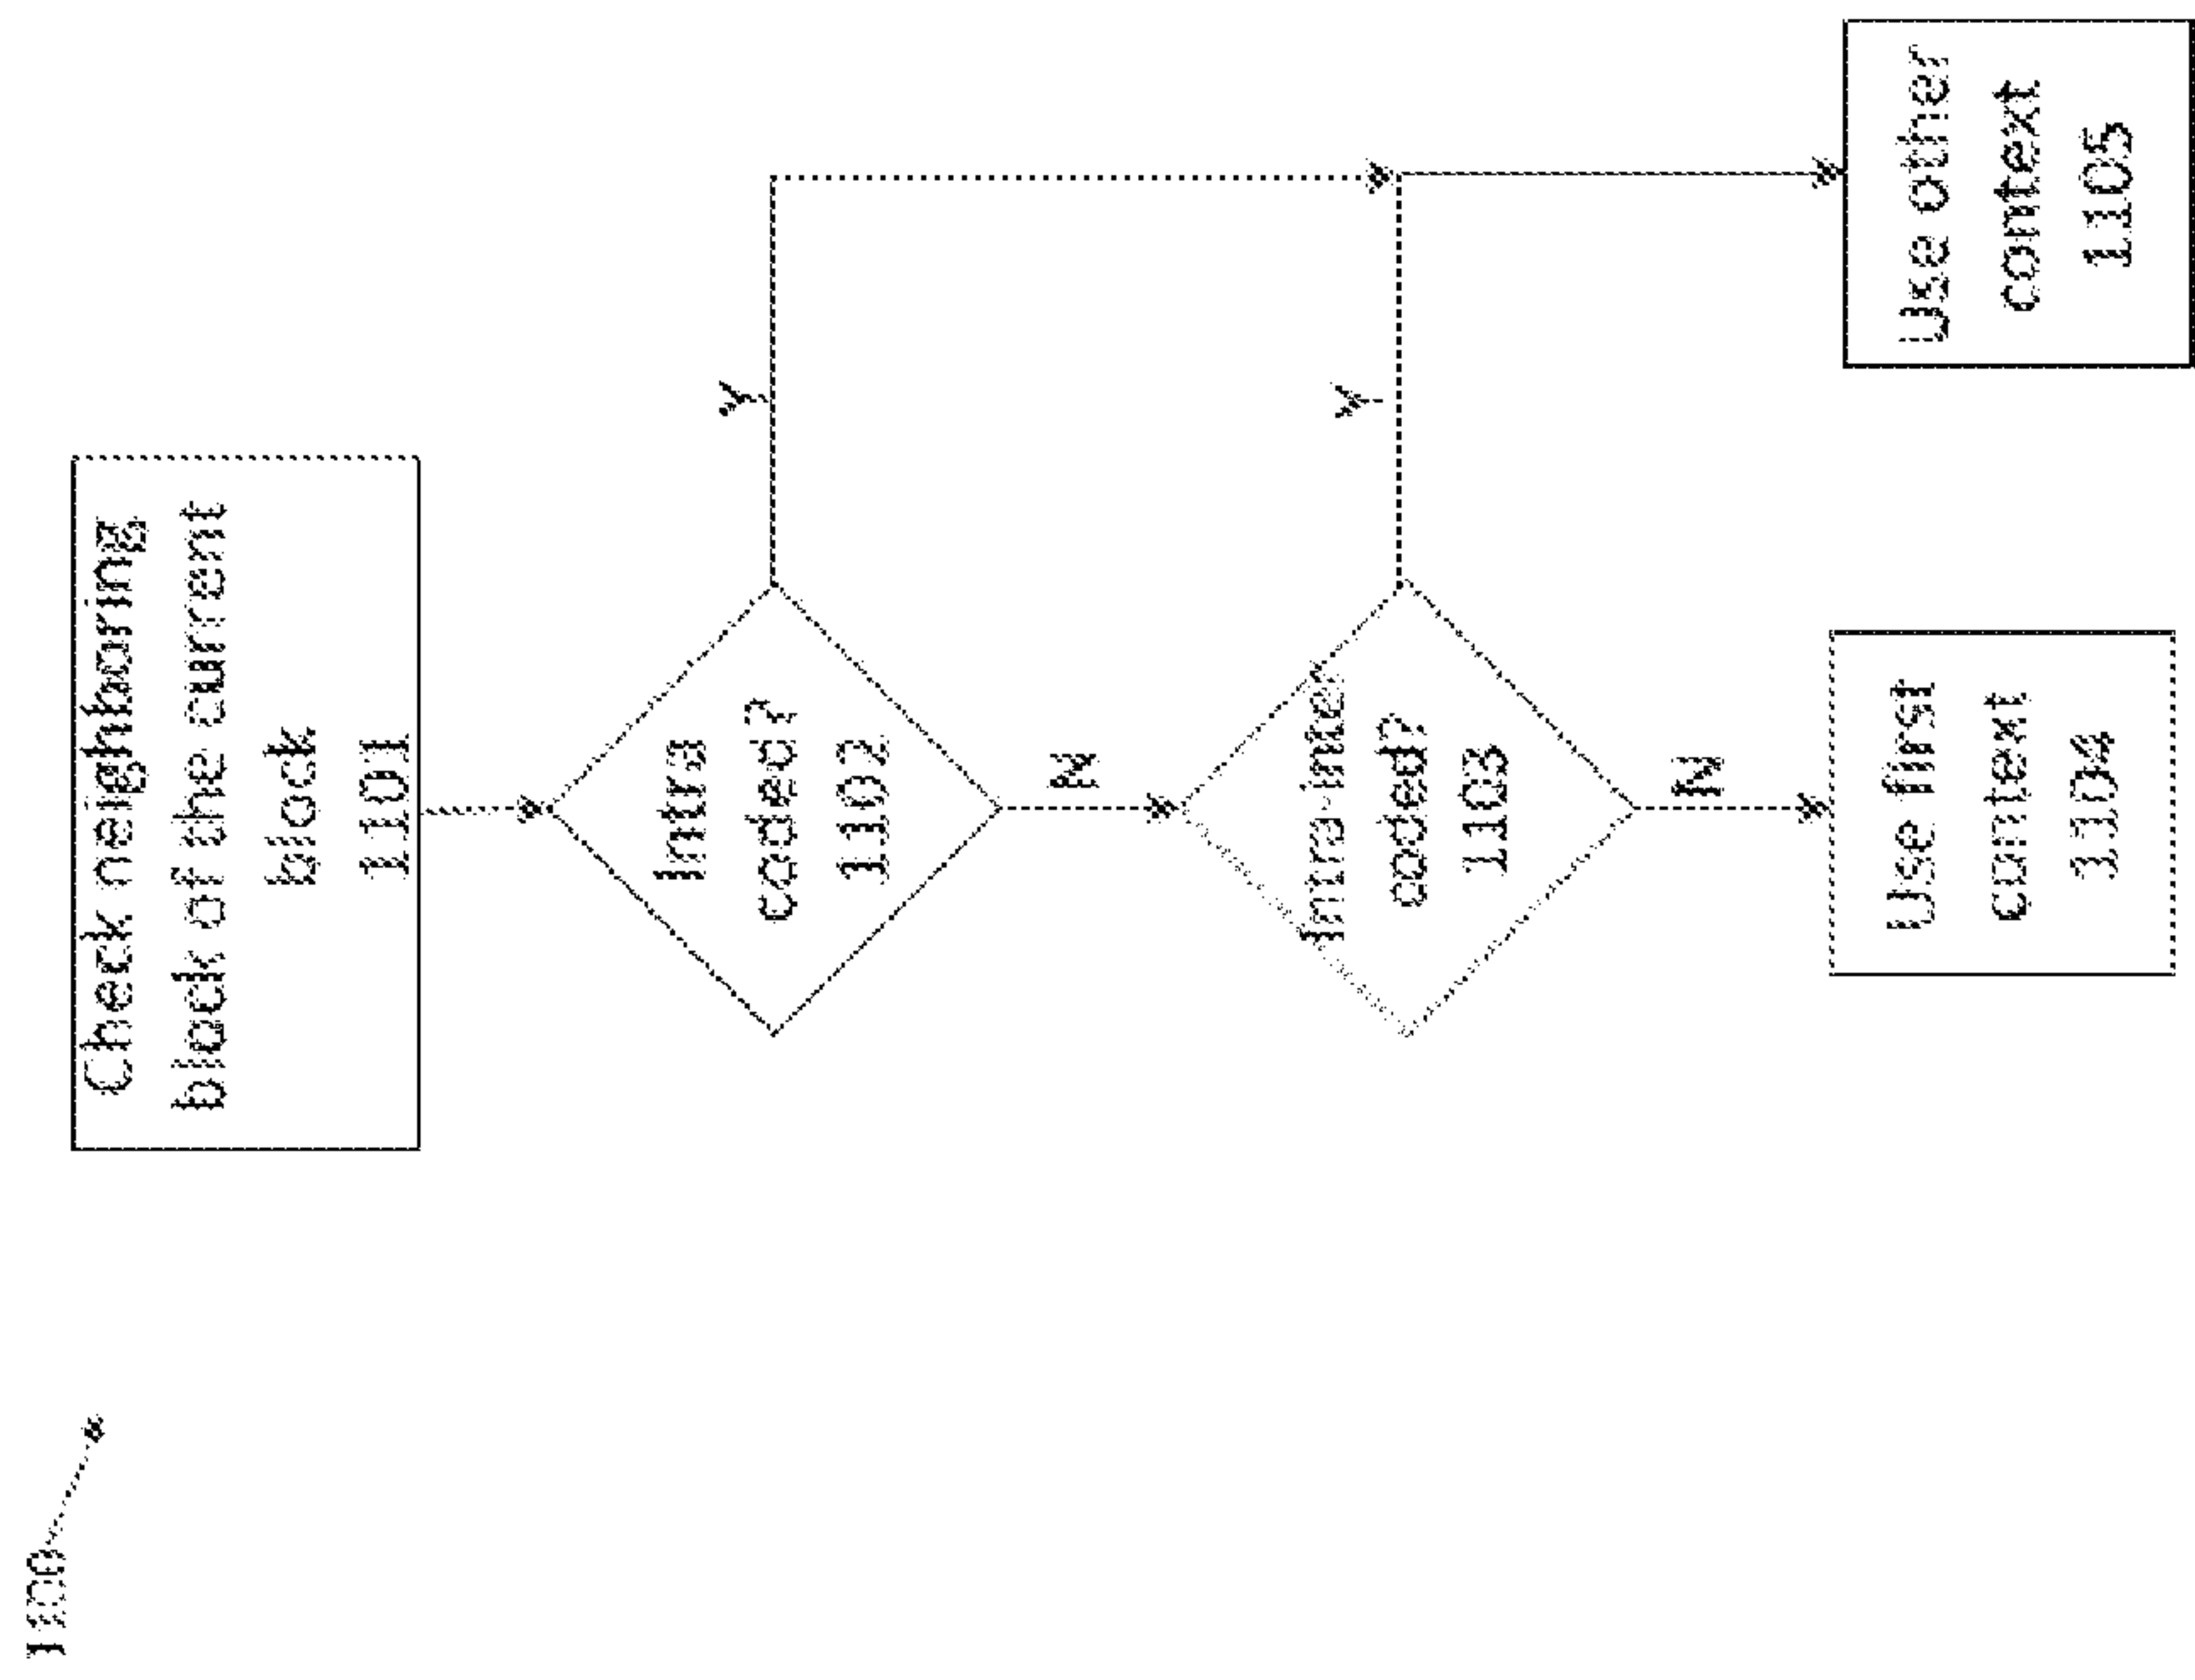 1100
Check neighboring
block of the current
block
1101
Intra
coded?
1102
Y
N
Intra-inter
coded?
1103
Y
N
Use first
context
1104
Use other
context
1105